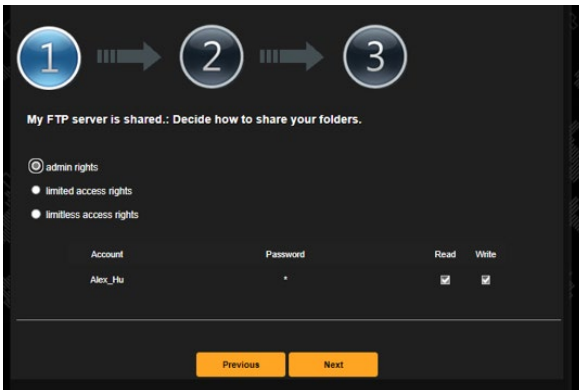 1 2 3
My FTP server is shared.: Decide how to share your folders.
admin rights
limited access rights
limitless access rights
Account Password Read Write
Alex_Hu *
Previous Next